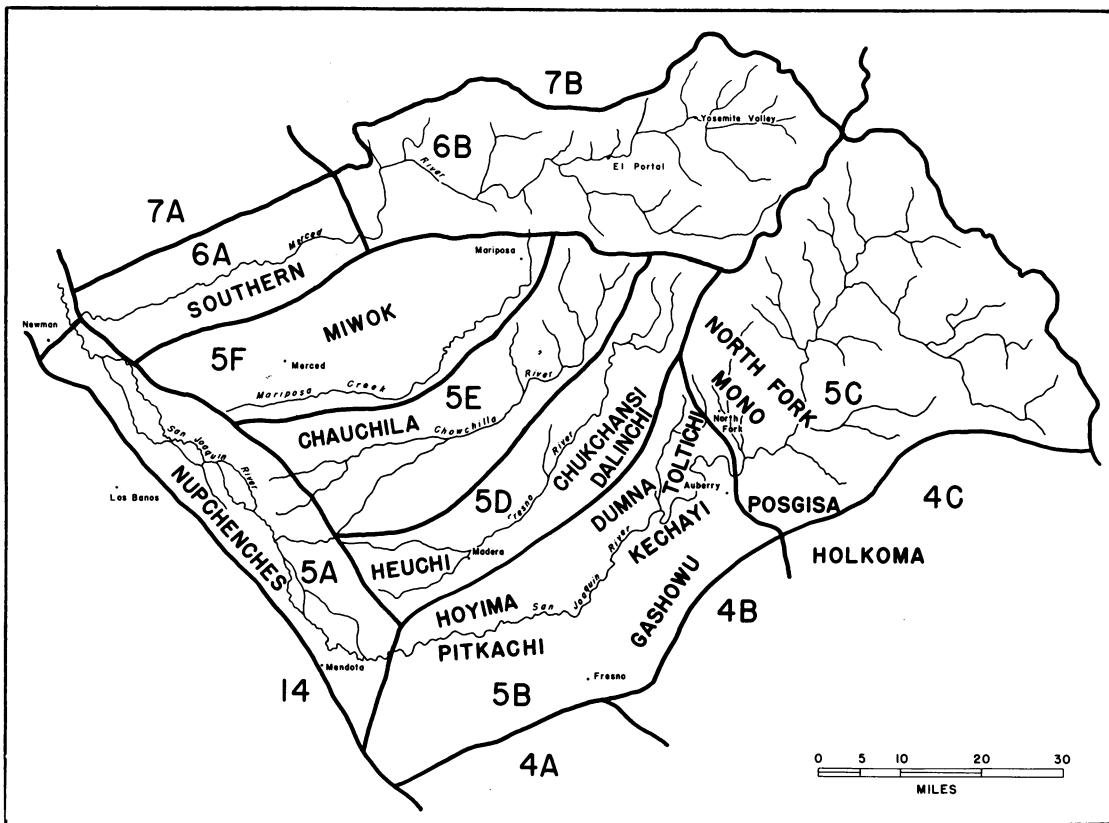 7B
Yosemite Valley
6B
River
El Portal
7A
6A
Merced
SOUTHERN
Mariposa
Newman
MIWOK
5F
Merced
Mariposa Creek
5E
River
CHAUCHILA
Chowchilla
NORTH FORK
MONO
5C
North
Fork
San Joaquin River
Los Banos
NUPCHENCHES
CHUKCHANSI
DALINCHI
River
Fresno
5D
TOLTICHI
DUMNA
Auberry
KECHAYI
POSGISA
4C
HOLKOMA
5A
HEUCHI
Madera
River
HOYIMA
San Joaquin
GASHOWU
4B
PITKACHI
Mendota
14
5B
Fresno
4A
0 5 10 20 30
MILES